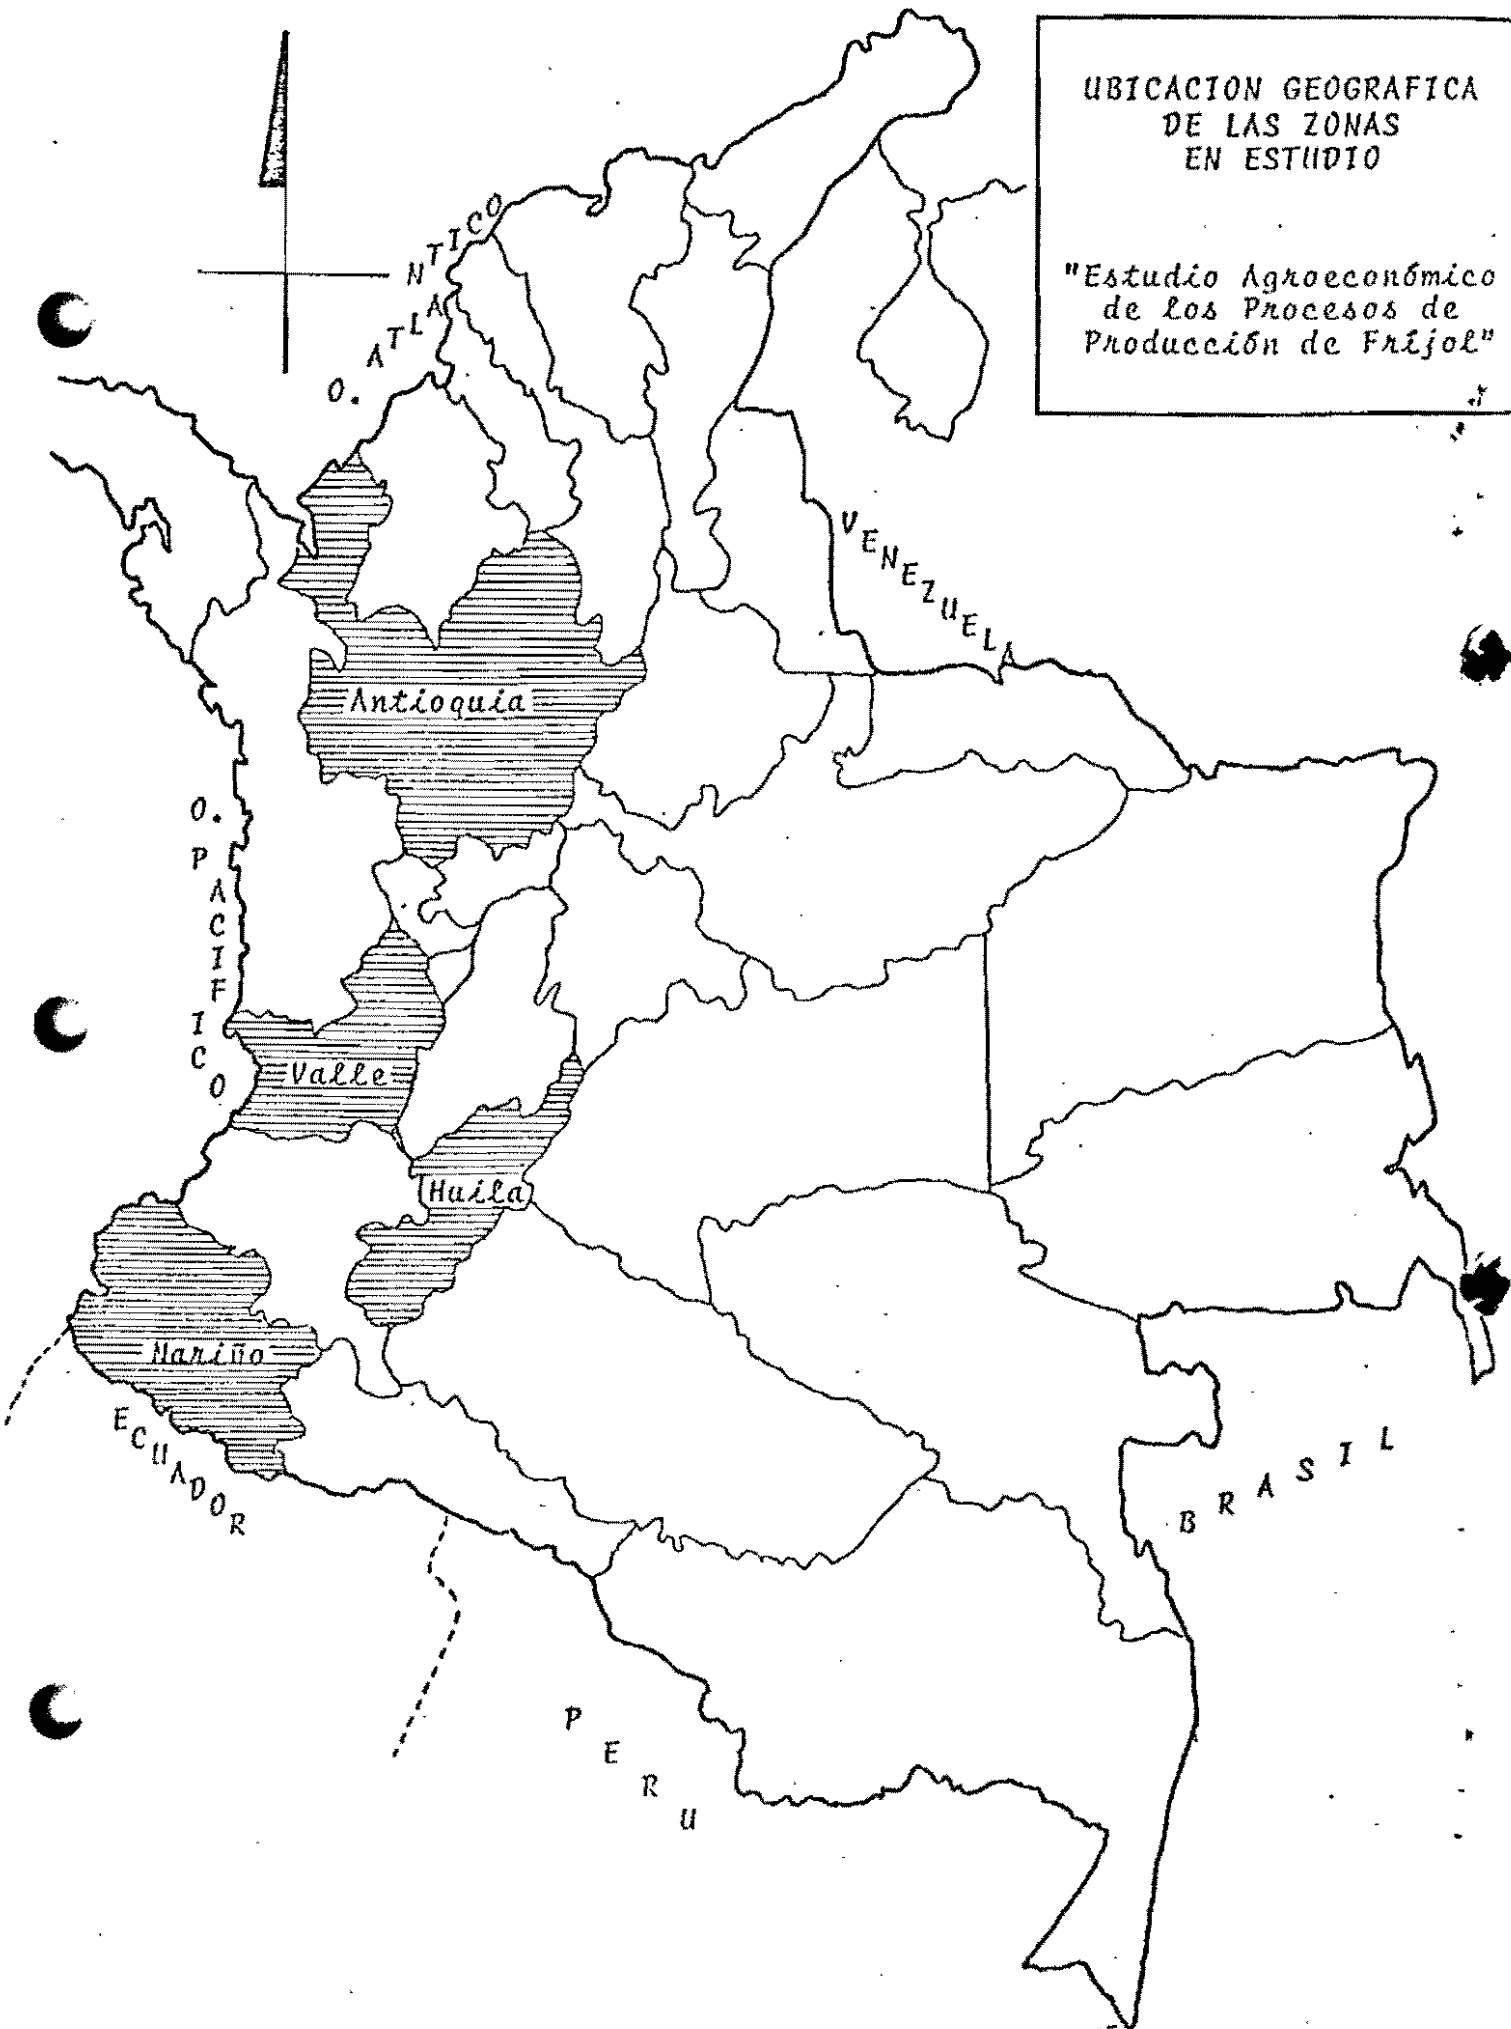 UBICACION GEOGRAFICA
DE LAS ZONAS
EN ESTUDIO
"Estudio Agroeconómico
de los Procesos de
Producción de Fríjol"
O. ATLANTICO
VENEZUELA
Antioquia
O. PACIFICO
Valle
Huila
Nariño
ECUADOR
BRASIL
PERU